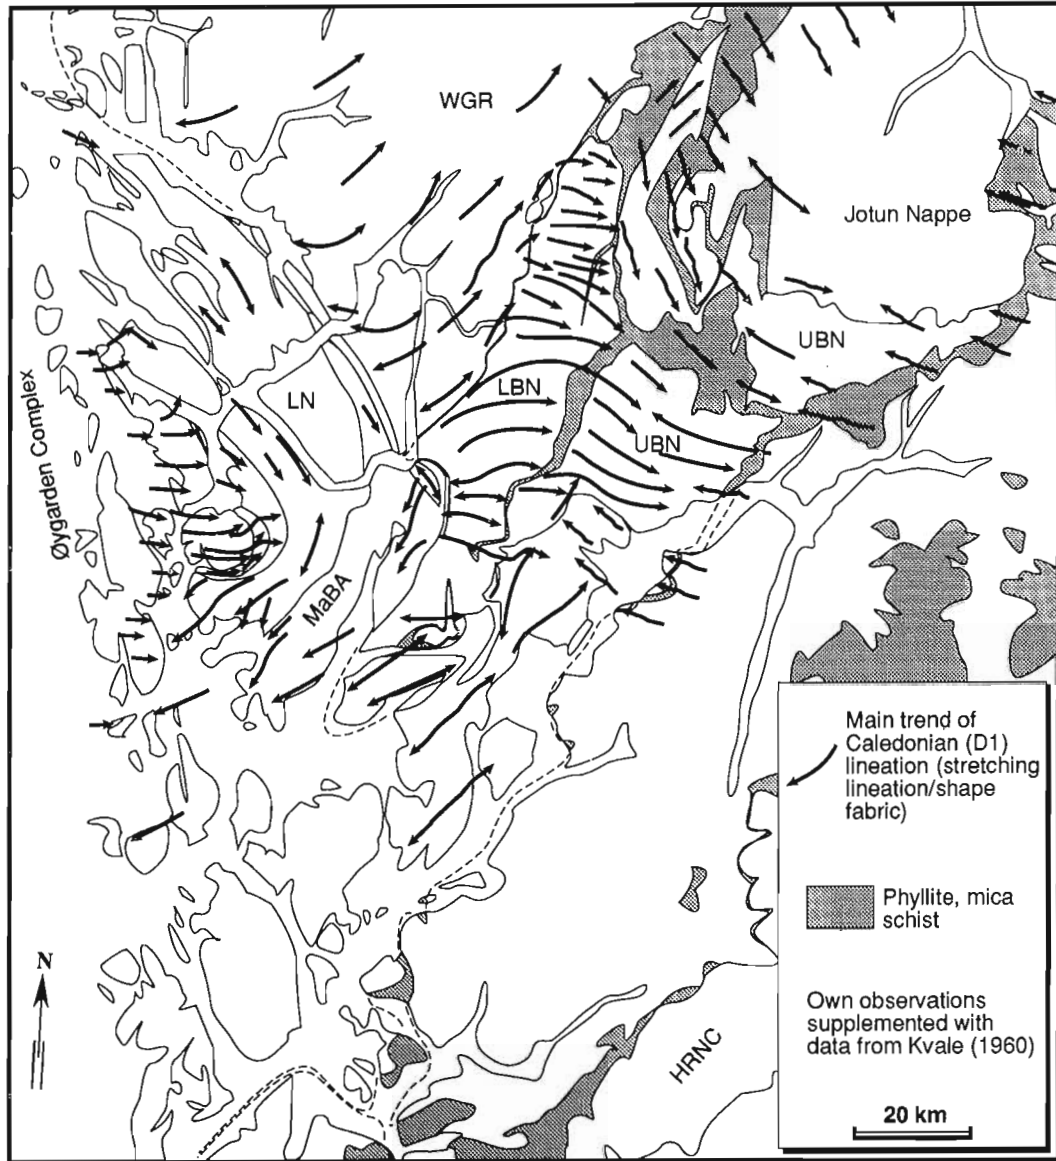 WGR
Jotun Nappe
UBN
LBN
LN
UBN
Øygarden Complex
MaBA
HRNC
N
Main trend of
Caledonian (D1)
lineation (stretching
lineation/shape
fabric)
Phyllite, mica
schist
Own observations
supplemented with
data from Kvale (1960)
20 km